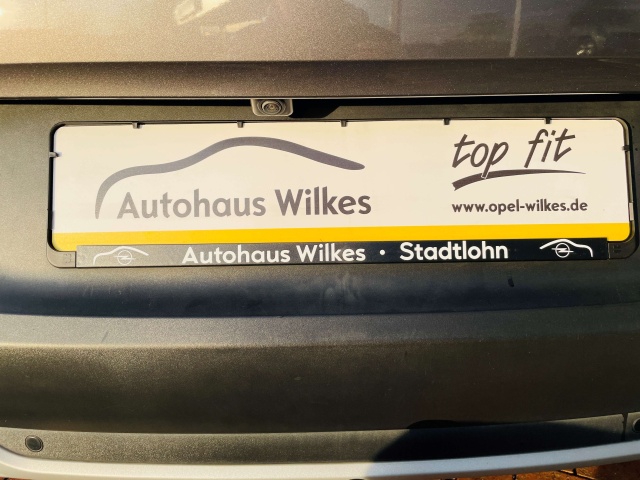 Autohaus Wilkes
top fit
www.opel-wilkes.de
Autohaus Wilkes · Stadtlohn